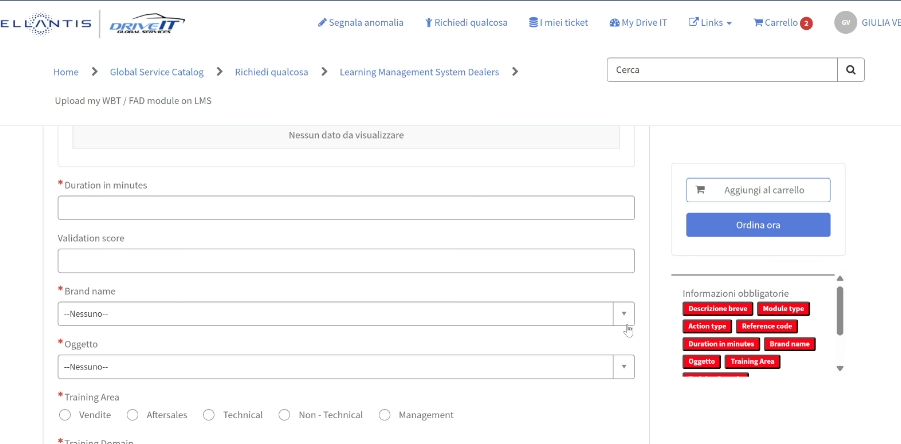 ELLANTIS DRIVEIT GLOBAL SERVICES Segnala anomalia Richiedi qualcosa I miei ticket My Drive IT Links Carrello 2 GV GIULIA VE
Home Global Service Catalog Richiedi qualcosa Learning Management System Dealers Cerca
Upload my WBT / FAD module on LMS
Nessun dato da visualizzare
* Duration in minutes
Aggiungi al carrello
Ordina ora
Validation score
* Brand name
--Nessuno--
* Oggetto
--Nessuno--
* Training Area
Vendite Aftersales Technical Non - Technical Management
* Training Domain
Informazioni obbligatorie
Descrizione breve Module type
Action type Reference code
Duration in minutes Brand name
Oggetto Training Area